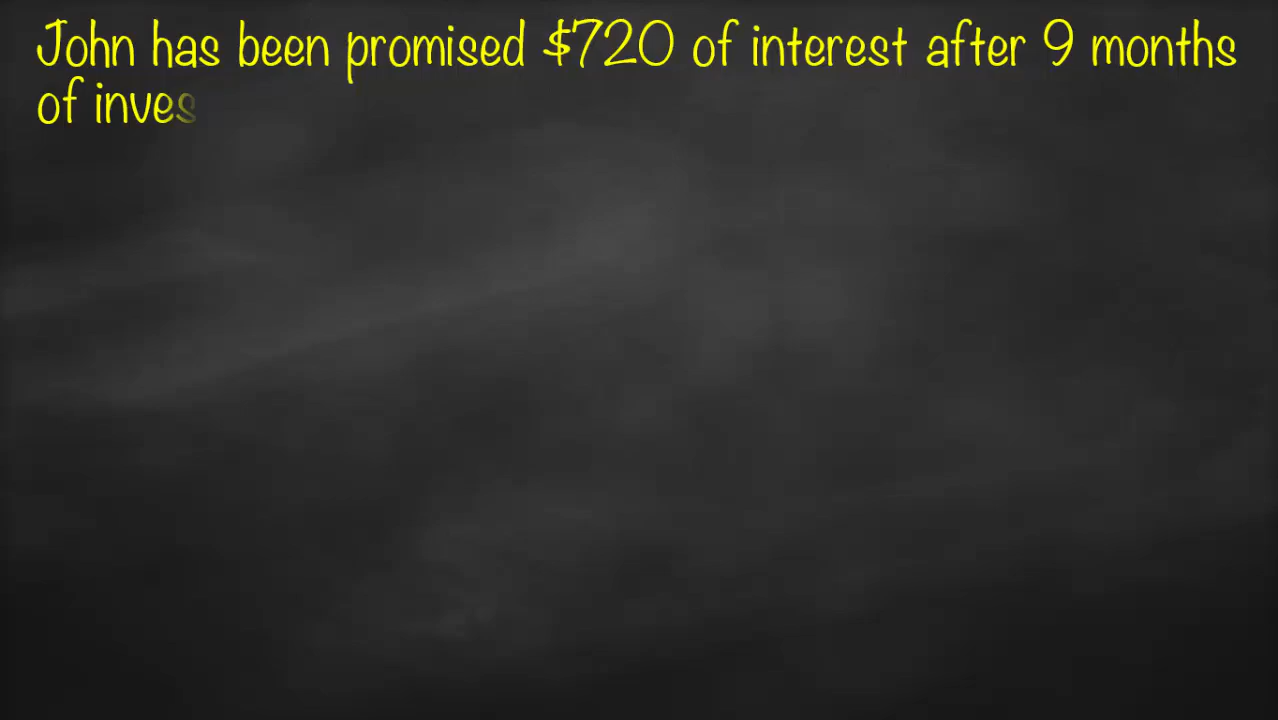 John has been promised $720 of interest after 9 months
of inves